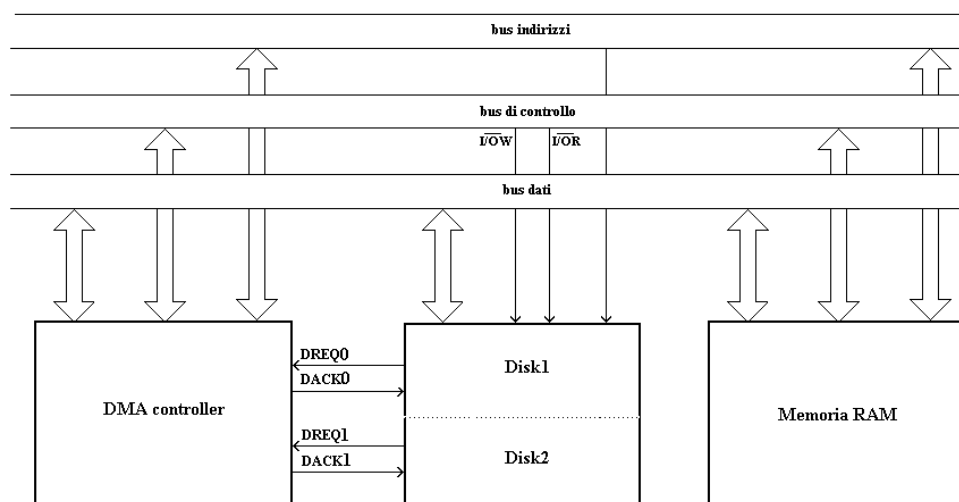 bus indirizzi
bus di controllo
I/OW
I/OR
bus dati
DREQ0
DACK0
DMA controller
DREQ1
DACK1
Disk1
Disk2
Memoria RAM